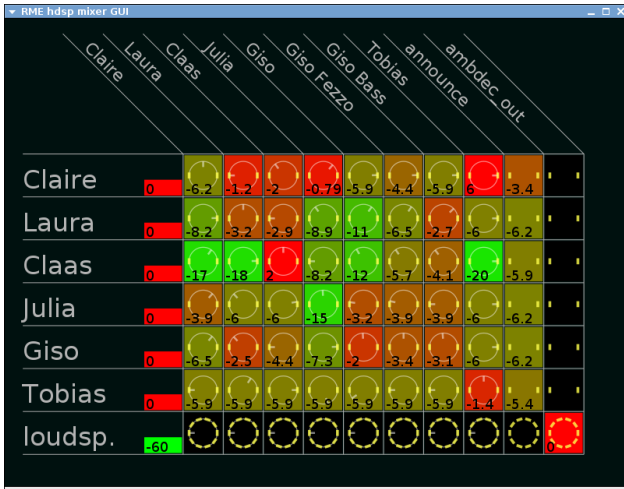 RME hdsp mixer GUI
Claire Laura Claas Julia Giso Giso Fezzo Giso Bass Tobias announce ambdec_out
Claire 0 -6.2 -1.2 -2 -0.79 -5.9 -4.4 -5.9 6 -3.4
Laura 0 -8.2 -3.2 -2.9 -8.9 -11 -6.5 -2.7 -6 -6.2
Claas 0 -17 -18 2 -8.2 -12 -5.7 -4.1 -20 -5.9
Julia 0 -3.9 -6 -6 -15 -3.2 -3.9 -3.9 -6 -6.2
Giso 0 -6.5 -2.5 -4.4 -7.3 -2 -3.4 -3.1 -6 -6.2
Tobias 0 -5.9 -5.9 -5.9 -5.9 -5.9 -5.9 -5.9 -1.4 -5.4
loudsp. -60 0